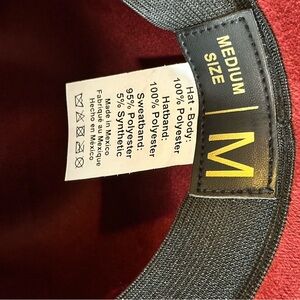 Hat - Body:
100% Polyester
Hatband:
100% Polyester
Sweatband:
95% Polyester
5% Synthetic
Made in Mexico
Fabriqué au Mexique
Hecho en México
MEDIUM
SIZE
M